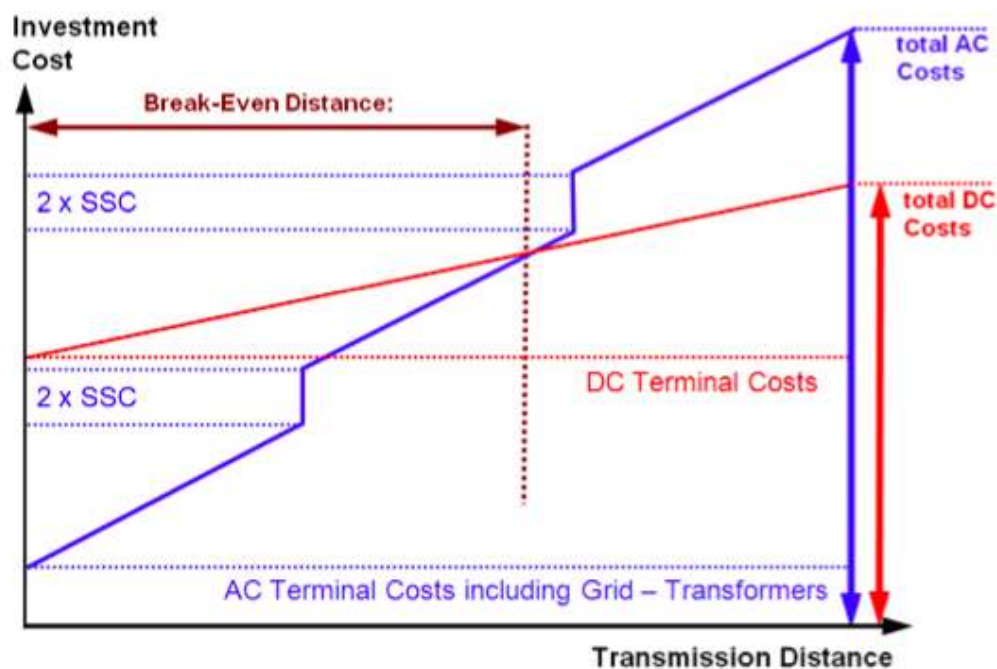 Investment
Cost
total AC
Costs
Break-Even Distance:
2 x SSC
total DC
Costs
2 x SSC
DC Terminal Costs
AC Terminal Costs including Grid – Transformers
Transmission Distance